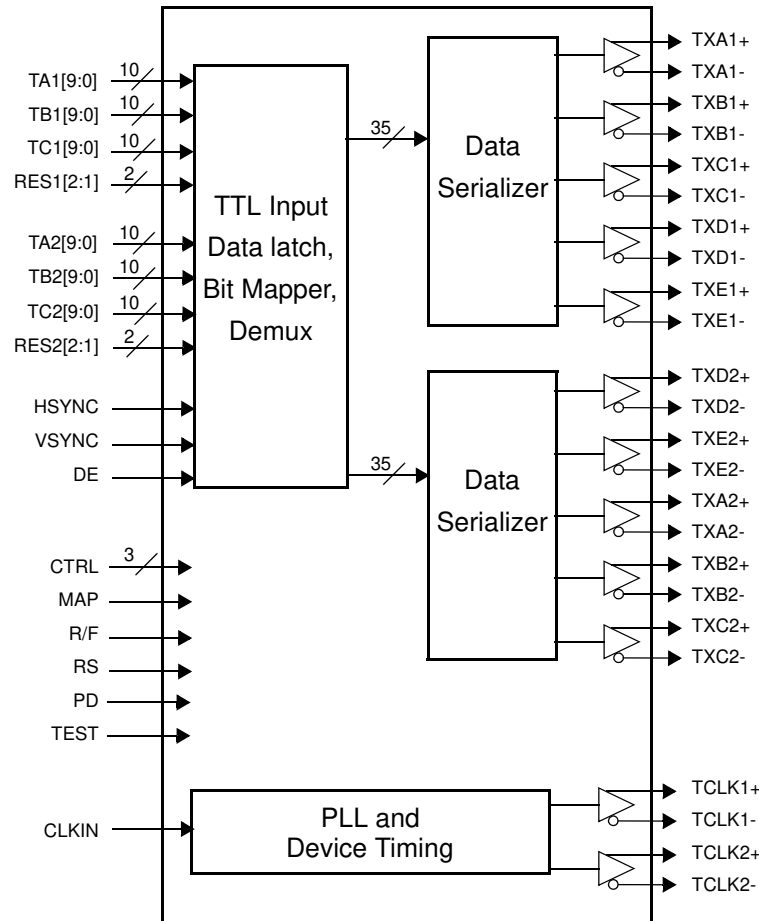 TA1[9:0] 10
TB1[9:0] 10
TC1[9:0] 10
RES1[2:1] 2
TA2[9:0] 10
TB2[9:0] 10
TC2[9:0] 10
RES2[2:1] 2
HSYNC
VSYNC
DE
CTRL 3
MAP
R/F
RS
PD
TEST
CLKIN
TTL Input
Data latch,
Bit Mapper,
Demux
35
35
Data
Serializer
Data
Serializer
PLL and
Device Timing
TXA1+
TXA1-
TXB1+
TXB1-
TXC1+
TXC1-
TXD1+
TXD1-
TXE1+
TXE1-
TXD2+
TXD2-
TXE2+
TXE2-
TXA2+
TXA2-
TXB2+
TXB2-
TXC2+
TXC2-
TCLK1+
TCLK1-
TCLK2+
TCLK2-